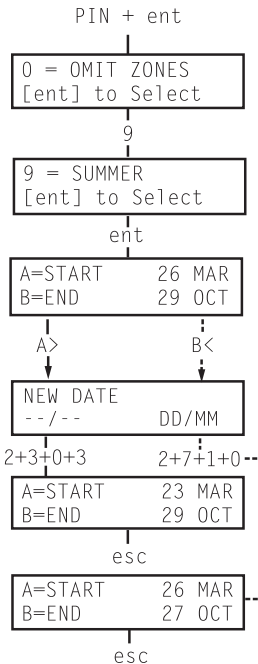 PIN + ent
0 = OMIT ZONES
[ent] to Select
9
9 = SUMMER
[ent] to Select
ent
A=START 26 MAR
B=END 29 OCT
A> B<
NEW DATE
--/-- DD/MM
2+3+0+3 2+7+1+0
A=START 23 MAR
B=END 29 OCT
esc
A=START 26 MAR
B=END 27 OCT
esc